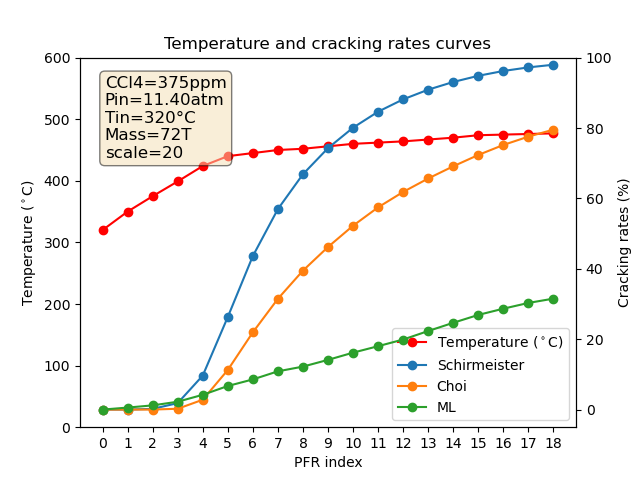 Temperature and cracking rates curves
CCl4=375ppm
Pin=11.40atm
Tin=320°C
Mass=72T
scale=20
Temperature (°C)
600
500
400
300
200
100
0
Cracking rates (%)
100
80
60
40
20
0
Temperature (°C)
Schirmeister
Choi
ML
0 1 2 3 4 5 6 7 8 9 10 11 12 13 14 15 16 17 18
PFR index